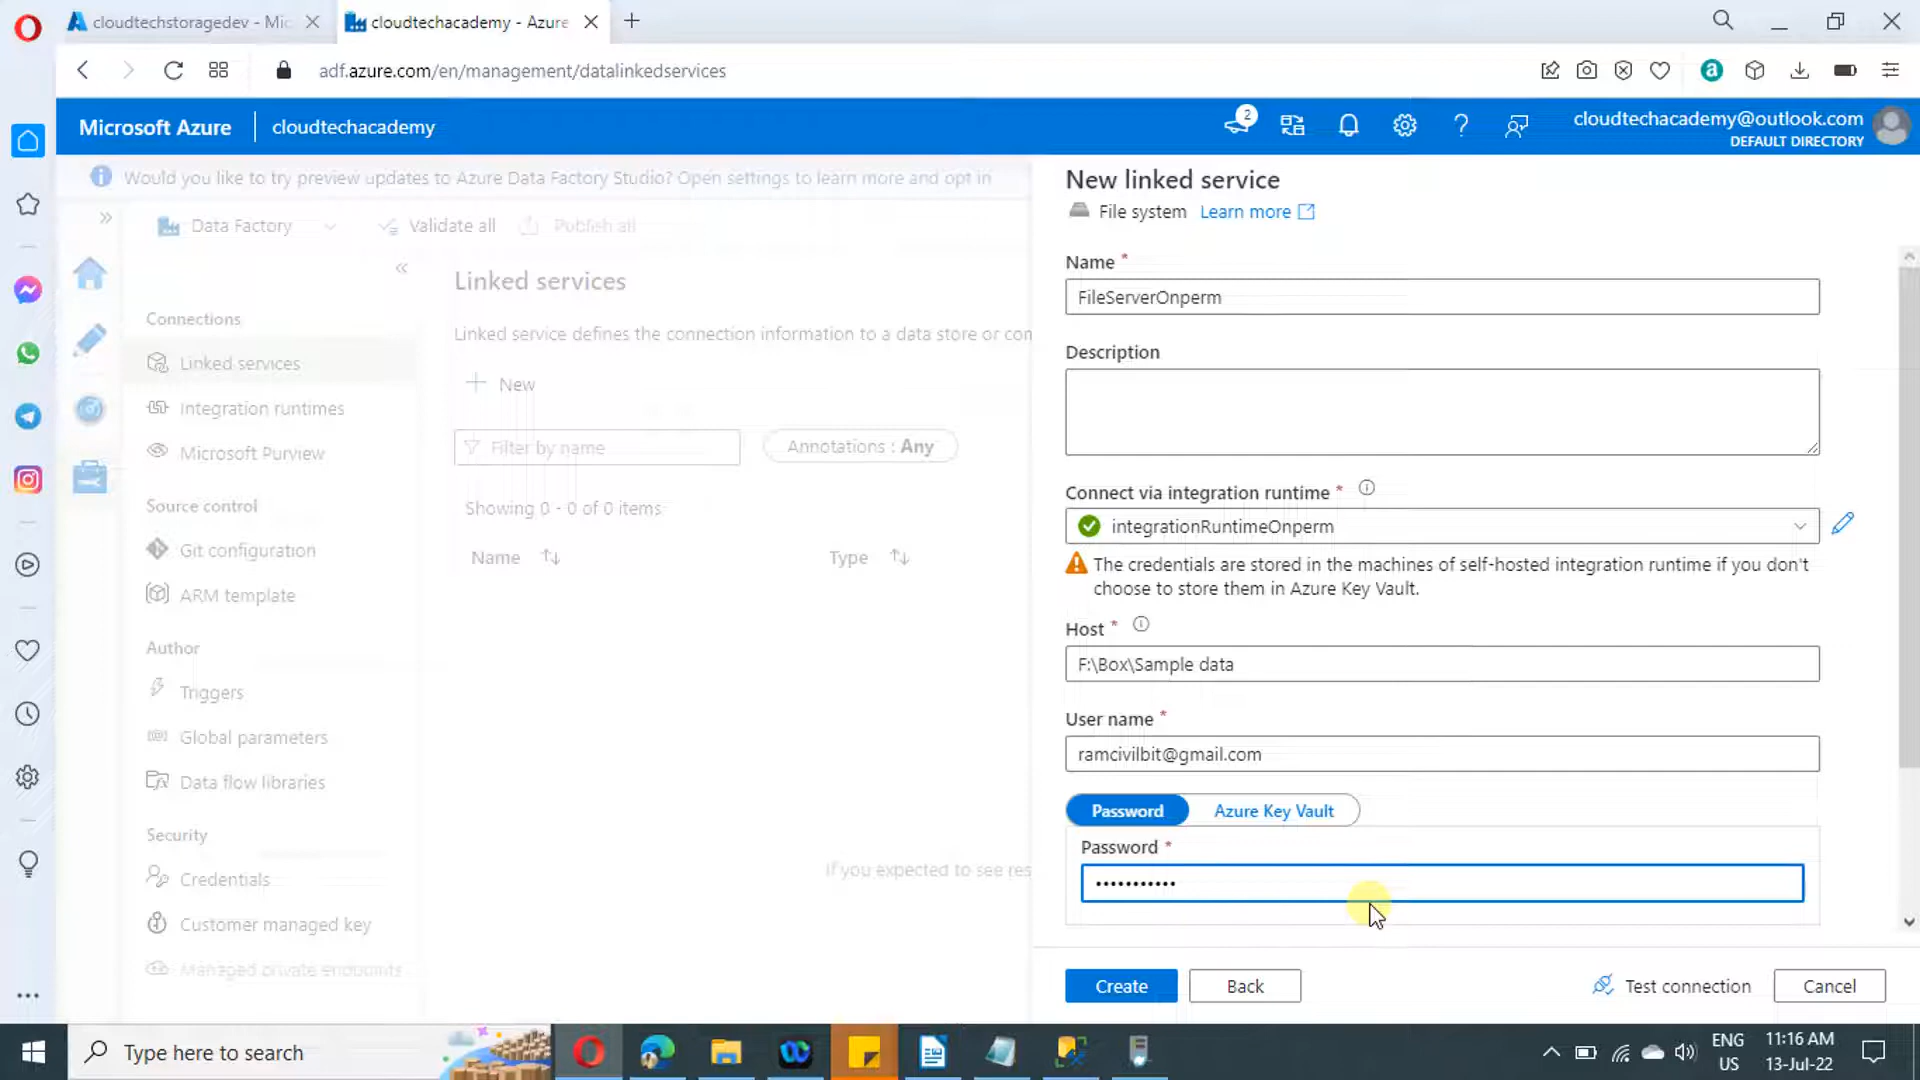 cloudtechstoragedev - Mic
cloudtechacademy - Azure
adf.azure.com/en/management/datalinkedservices
a
Microsoft Azure
cloudtechacademy
2
cloudtechacademy@outlook.com
DEFAULT DIRECTORY
Would you like to try preview updates to Azure Data Factory Studio? Open settings to learn more and opt in
Data Factory
Validate all
Publish all
Connections
Linked services
Integration runtimes
Microsoft Purview
Source control
Git configuration
ARM template
Author
Triggers
Global parameters
Data flow libraries
Security
Credentials
Customer managed key
Managed private endpoints
Linked services
Linked service defines the connection information to a data store or con
New
Filter by name
Annotations : Any
Showing 0 - 0 of 0 items
Name
Type
If you expected to see res
New linked service
File system
Learn more
Name *
FileServerOnperm
Description
Connect via integration runtime *
integrationRuntimeOnperm
The credentials are stored in the machines of self-hosted integration runtime if you don't
choose to store them in Azure Key Vault.
Host *
F:\Box\Sample data
User name *
ramcivilbit@gmail.com
Password
Azure Key Vault
Password *
•••••••••••
Create
Back
Test connection
Cancel
Type here to search
ENG
US
11:16 AM
13-Jul-22